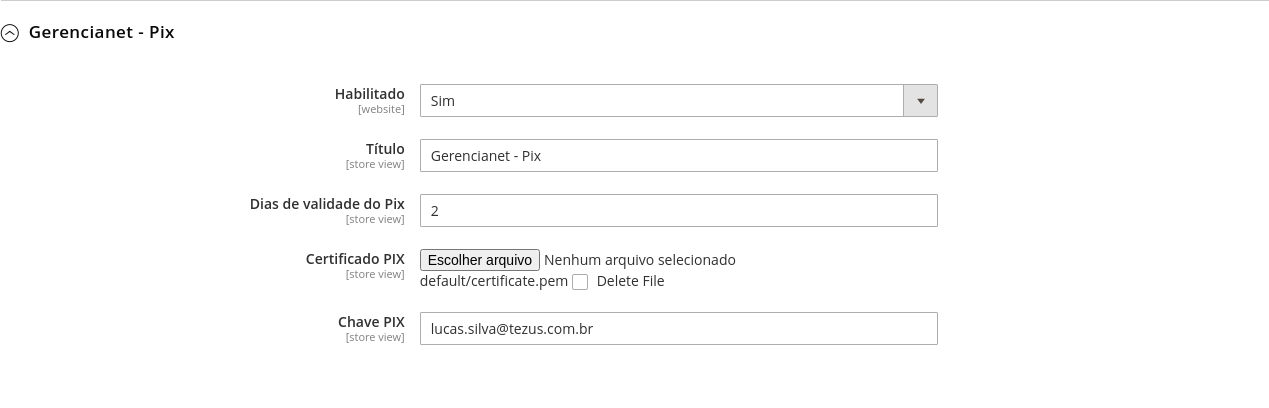 Gerencianet - Pix
Habilitado
[website]
Sim
Título
[store view]
Gerencianet - Pix
Dias de validade do Pix
[store view]
2
Certificado PIX
[store view]
Escolher arquivo Nenhum arquivo selecionado
default/certificate.pem Delete File
Chave PIX
[store view]
lucas.silva@tezus.com.br